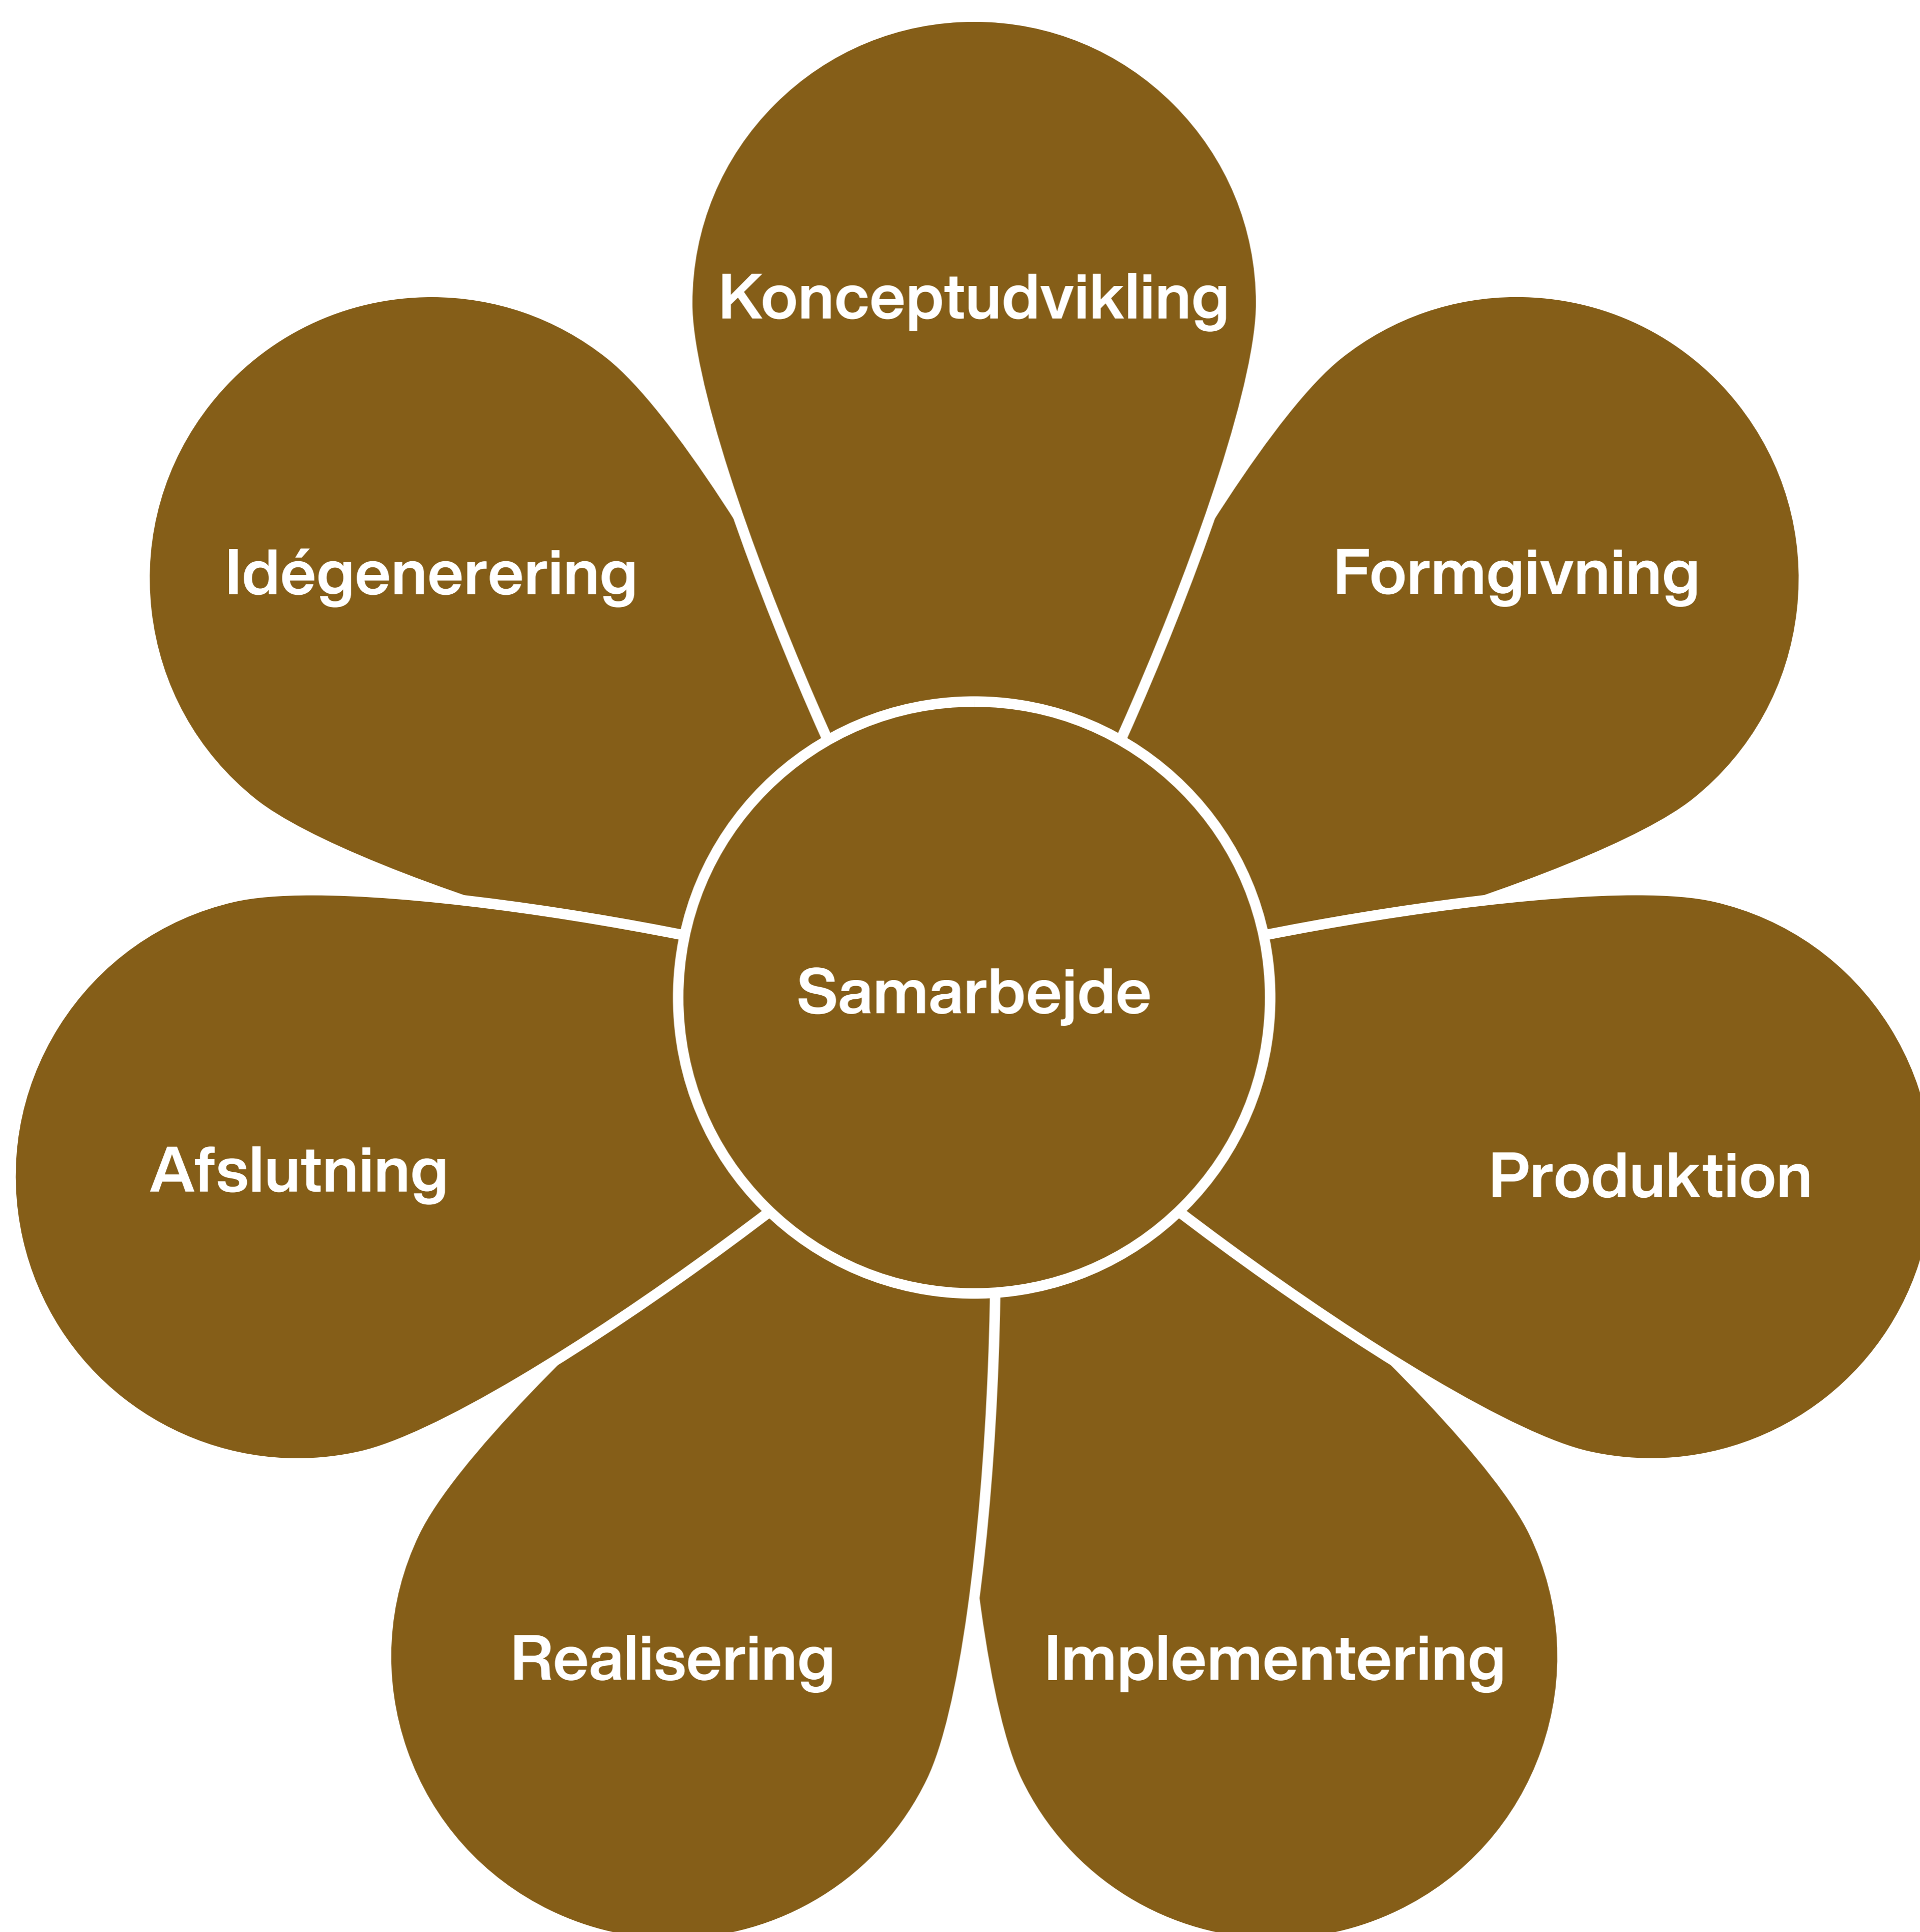 Konceptudvikling
Idégenerering
Formgivning
Samarbejde
Afslutning
Produktion
Realisering
Implementering